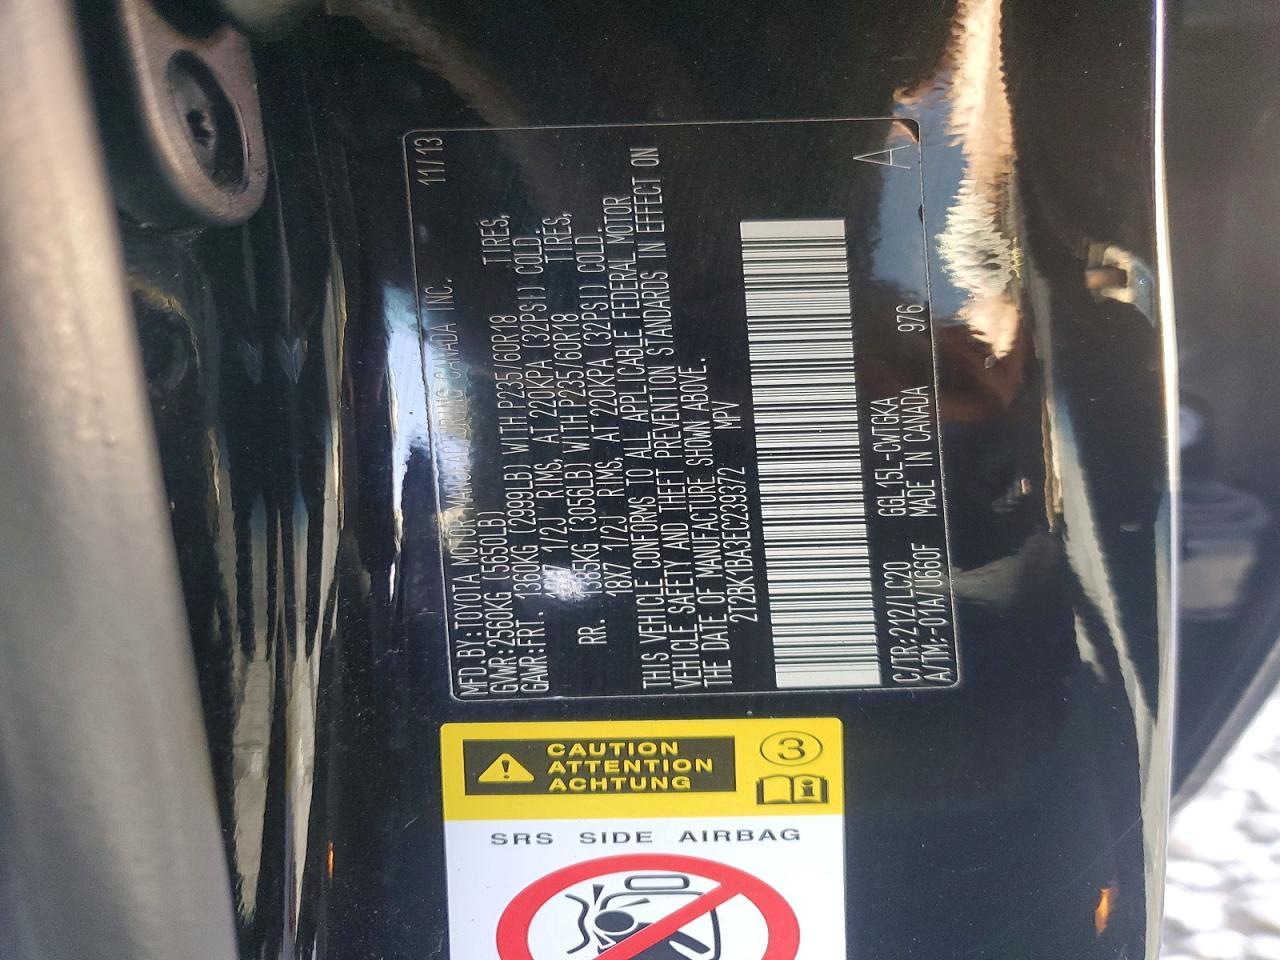 MFD.BY:TOYOTA MOTOR MANUFACTURING CANADA INC. 11/13
GVWR:2560KG (5650LB)
GAWR:FRT. 1360KG (2999LB) WITH P235/60R18 TIRES,
18X7 1/2J RIMS, AT 220KPA (32PSI) COLD.
RR. 1385KG (3056LB) WITH P235/60R18 TIRES,
18X7 1/2J RIMS, AT 220KPA (32PSI) COLD.
THIS VEHICLE CONFORMS TO ALL APPLICABLE FEDERAL MOTOR
VEHICLE SAFETY AND THEFT PREVENTION STANDARDS IN EFFECT ON
THE DATE OF MANUFACTURE SHOWN ABOVE.
2T2BK1BA3EC239372 MPV
A
C/TR:212/LC20 GGL15L-CWTGKA
A/TM:-01A/U660F MADE IN CANADA 976
CAUTION
ATTENTION
ACHTUNG
3
i
SRS SIDE AIRBAG